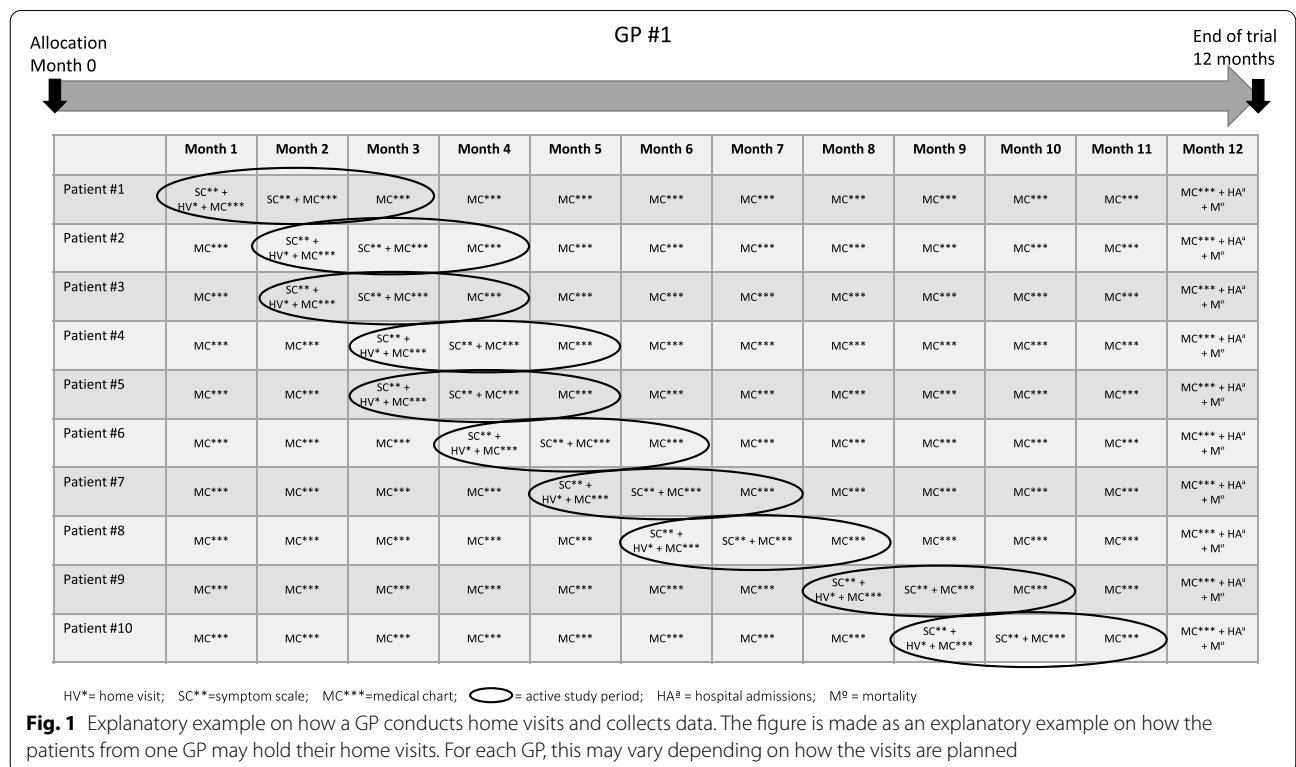 GP #1
Allocation
Month 0
End of trial
12 months
Month 1 Month 2 Month 3 Month 4 Month 5 Month 6 Month 7 Month 8 Month 9 Month 10 Month 11 Month 12
Patient #1 SC** + HV* + MC*** SC** + MC*** MC*** MC*** MC*** MC*** MC*** MC*** MC*** MC*** MC*** MC*** + HAª + Mº
Patient #2 MC*** SC** + HV* + MC*** SC** + MC*** MC*** MC*** MC*** MC*** MC*** MC*** MC*** MC*** MC*** + HAª + Mº
Patient #3 MC*** SC** + HV* + MC*** SC** + MC*** MC*** MC*** MC*** MC*** MC*** MC*** MC*** MC*** MC*** + HAª + Mº
Patient #4 MC*** MC*** SC** + HV* + MC*** SC** + MC*** MC*** MC*** MC*** MC*** MC*** MC*** MC*** MC*** + HAª + Mº
Patient #5 MC*** MC*** SC** + HV* + MC*** SC** + MC*** MC*** MC*** MC*** MC*** MC*** MC*** MC*** MC*** + HAª + Mº
Patient #6 MC*** MC*** MC*** SC** + HV* + MC*** SC** + MC*** MC*** MC*** MC*** MC*** MC*** MC*** MC*** + HAª + Mº
Patient #7 MC*** MC*** MC*** MC*** SC** + HV* + MC*** SC** + MC*** MC*** MC*** MC*** MC*** MC*** MC*** + HAª + Mº
Patient #8 MC*** MC*** MC*** MC*** MC*** SC** + HV* + MC*** SC** + MC*** MC*** MC*** MC*** MC*** MC*** + HAª + Mº
Patient #9 MC*** MC*** MC*** MC*** MC*** MC*** MC*** SC** + HV* + MC*** SC** + MC*** MC*** MC*** MC*** + HAª + Mº
Patient #10 MC*** MC*** MC*** MC*** MC*** MC*** MC*** MC*** SC** + HV* + MC*** SC** + MC*** MC*** MC*** + HAª + Mº
HV*= home visit; SC**=symptom scale; MC***=medical chart; = active study period; HAª = hospital admissions; Mº = mortality
Fig. 1 Explanatory example on how a GP conducts home visits and collects data. The figure is made as an explanatory example on how the
patients from one GP may hold their home visits. For each GP, this may vary depending on how the visits are planned